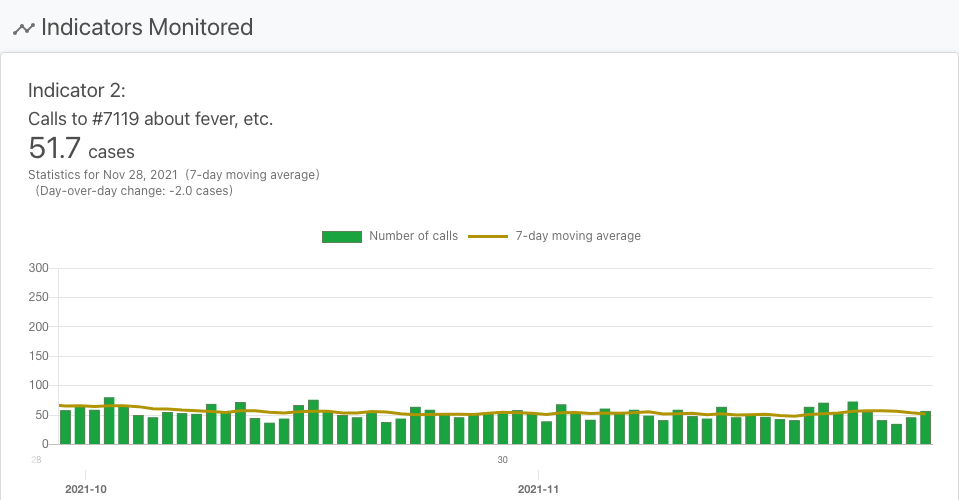 Indicators Monitored
Indicator 2:
Calls to #7119 about fever, etc.
51.7 cases
Statistics for Nov 28, 2021 (7-day moving average)
(Day-over-day change: -2.0 cases)
Number of calls 7-day moving average
300
250
200
150
100
50
0
28 30
2021-10 2021-11